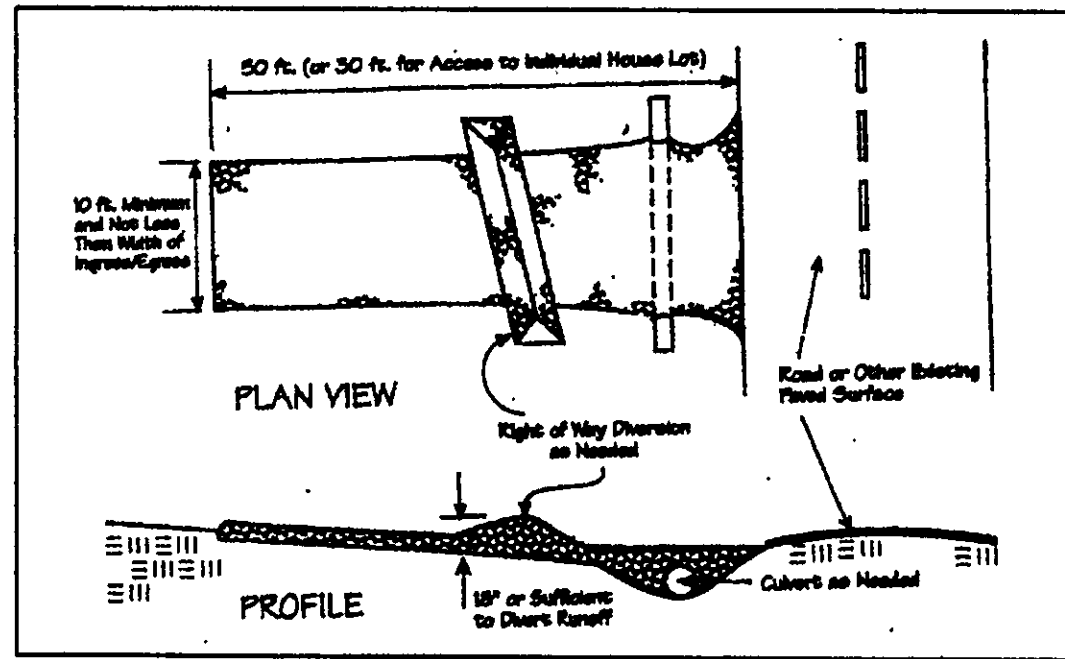 50 ft. (or 30 ft. for Access to Individual House Lot)
10 ft. Minimum
and Not Less
Than Width of
Ingress/Egress
PLAN VIEW
Road or Other Existing
Paved Surface
Right of Way Diversion
as Needed
Culvert as Needed
PROFILE
18" or Sufficient
to Divert Runoff